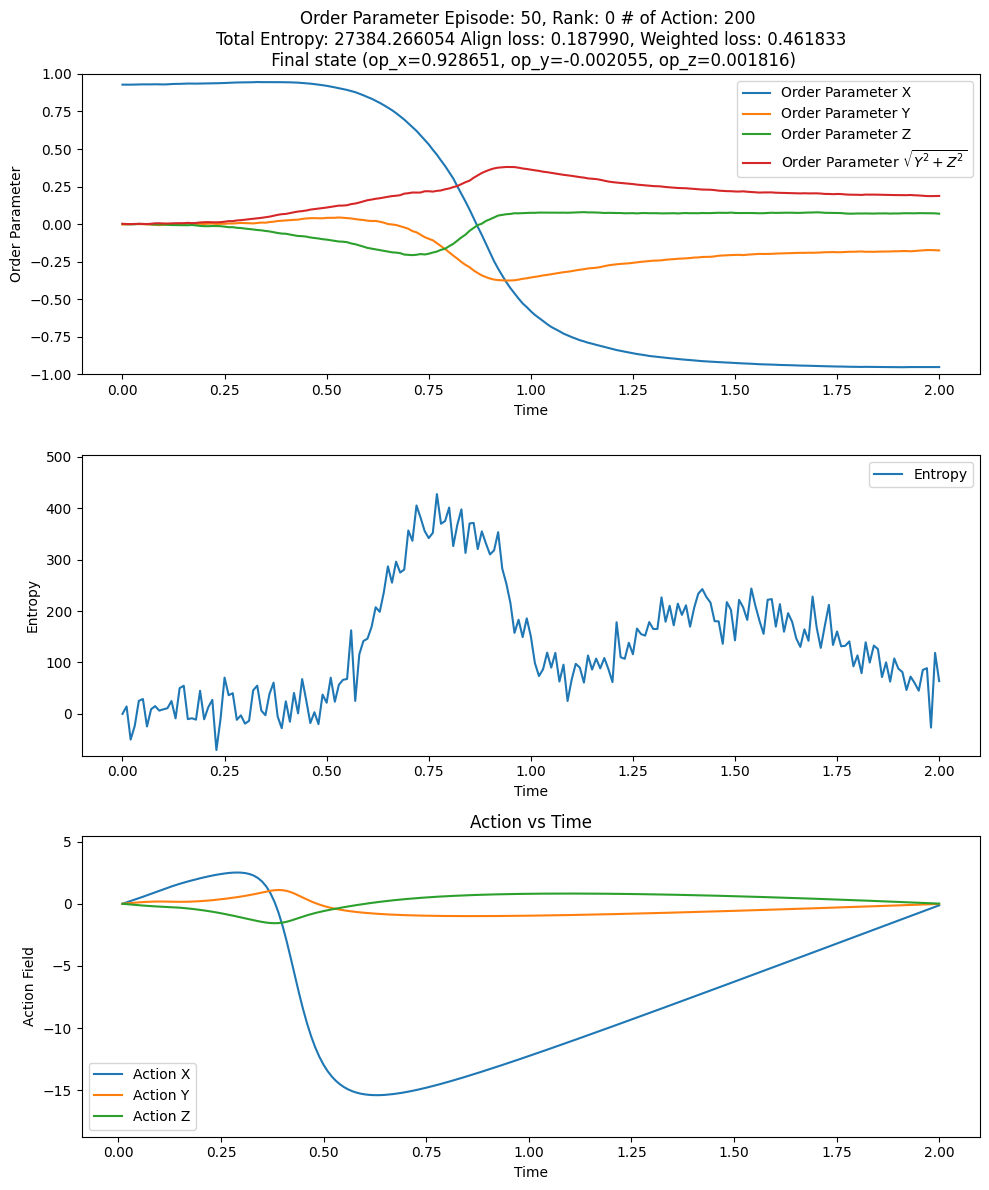 Order Parameter Episode: 50, Rank: 0 # of Action: 200
Total Entropy: 27384.266054 Align loss: 0.187990, Weighted loss: 0.461833
Final state (op_x=0.928651, op_y=-0.002055, op_z=0.001816)
1.00
0.75
0.50
0.25
0.00
−0.25
−0.50
−0.75
−1.00
Order Parameter
Order Parameter X
Order Parameter Y
Order Parameter Z
Order Parameter √Y² + Z²
0.00 0.25 0.50 0.75 1.00 1.25 1.50 1.75 2.00
Time
500
400
300
200
100
0
Entropy
Entropy
0.00 0.25 0.50 0.75 1.00 1.25 1.50 1.75 2.00
Time
Action vs Time
5
0
−5
−10
−15
Action Field
Action X
Action Y
Action Z
0.00 0.25 0.50 0.75 1.00 1.25 1.50 1.75 2.00
Time